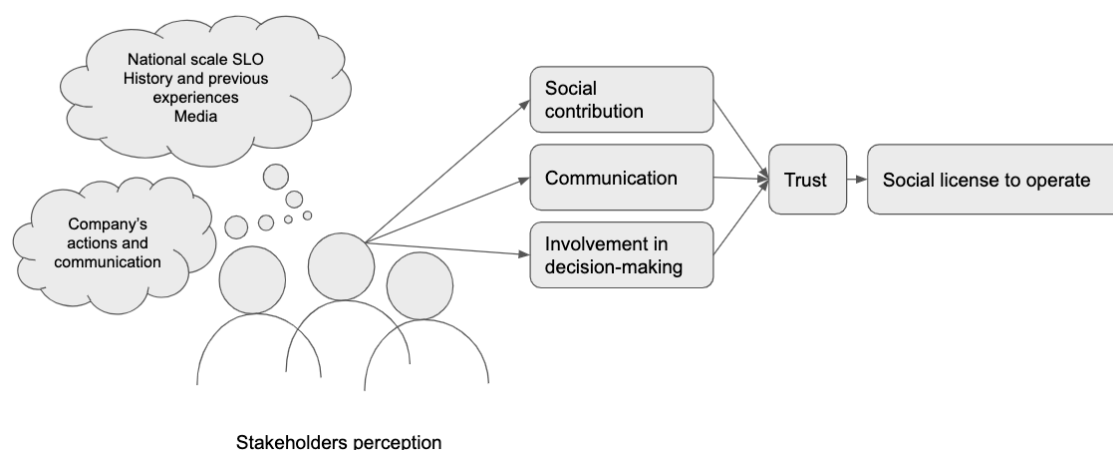 National scale SLO
History and previous
experiences
Media
Company’s
actions and
communication
Social
contribution
Communication
Involvement in
decision-making
Trust
Social license to operate
Stakeholders perception